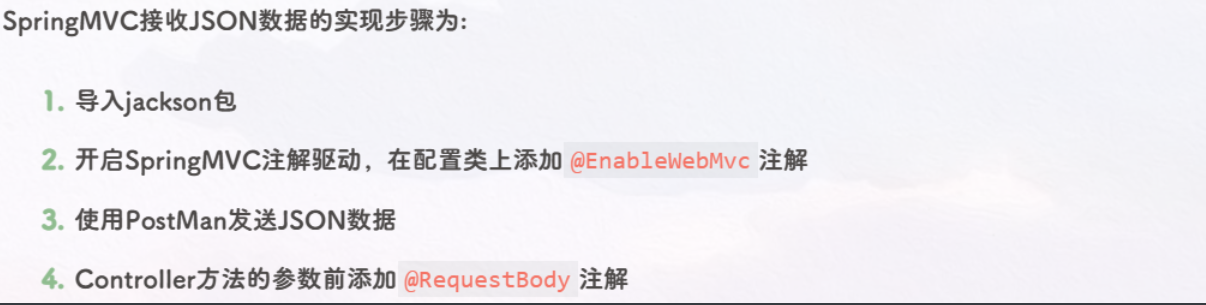 SpringMVC接收JSON数据的实现步骤为:
1. 导入jackson包
2. 开启SpringMVC注解驱动，在配置类上添加 @EnableWebMvc 注解
3. 使用PostMan发送JSON数据
4. Controller方法的参数前添加 @RequestBody 注解